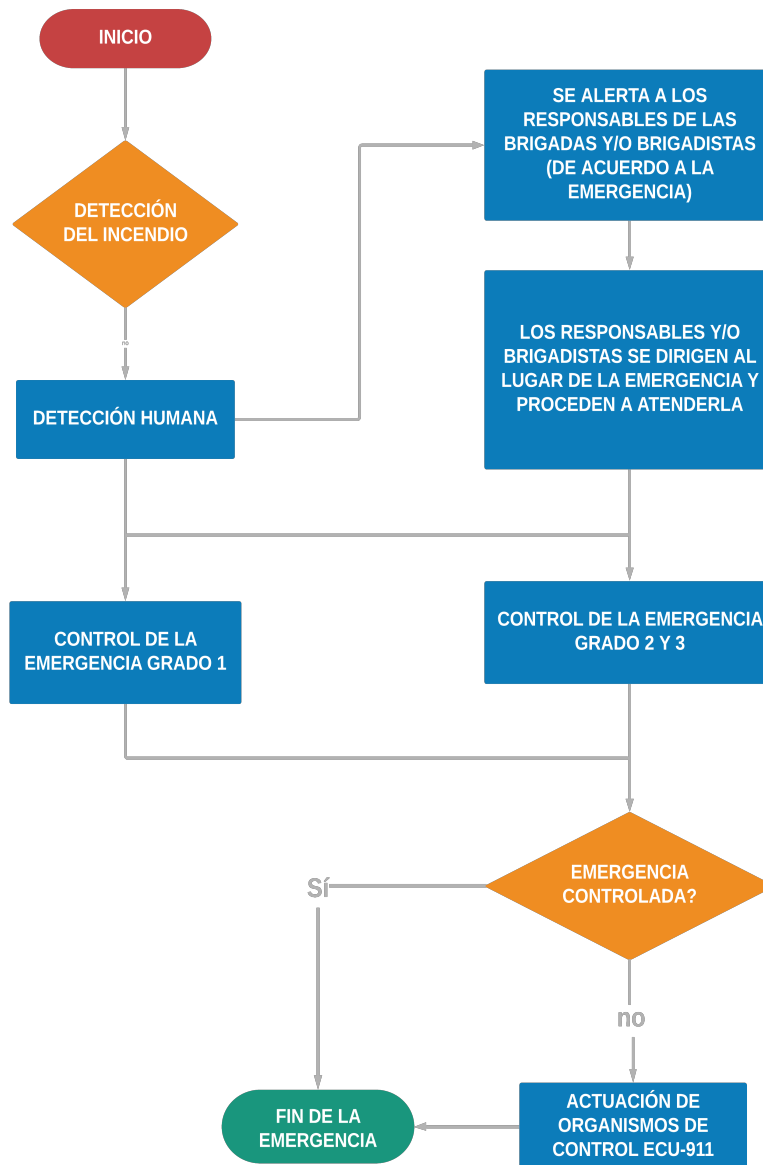 INICIO
DETECCIÓN
DEL INCENDIO
no
DETECCIÓN HUMANA
SE ALERTA A LOS
RESPONSABLES DE LAS
BRIGADAS Y/O BRIGADISTAS
(DE ACUERDO A LA
EMERGENCIA)
LOS RESPONSABLES Y/O
BRIGADISTAS SE DIRIGEN AL
LUGAR DE LA EMERGENCIA Y
PROCEDEN A ATENDERLA
CONTROL DE LA
EMERGENCIA GRADO 1
CONTROL DE LA EMERGENCIA
GRADO 2 Y 3
EMERGENCIA
CONTROLADA?
Sí
no
FIN DE LA
EMERGENCIA
ACTUACIÓN DE
ORGANISMOS DE
CONTROL ECU-911